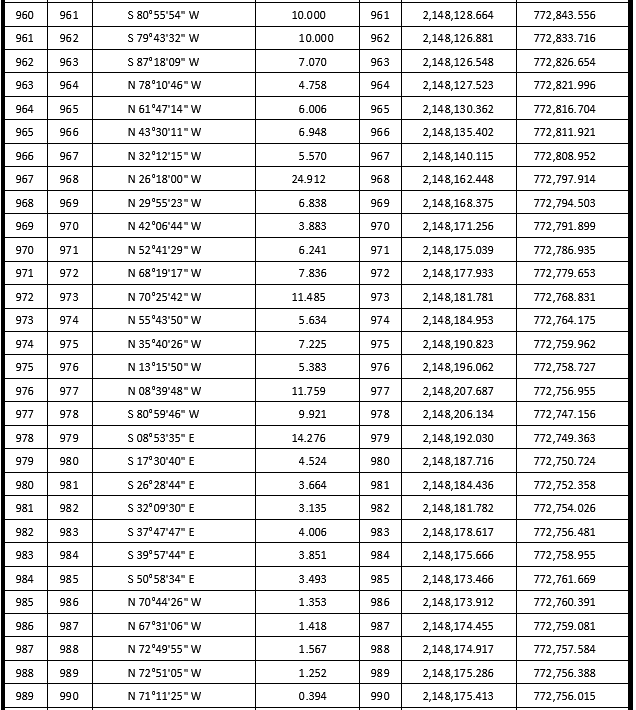 960 961 S 80°55'54" W 10.000 961 2,148,128.664 772,843.556
961 962 S 79°43'32" W 10.000 962 2,148,126.881 772,833.716
962 963 S 87°18'09" W 7.070 963 2,148,126.548 772,826.654
963 964 N 78°10'46" W 4.758 964 2,148,127.523 772,821.996
964 965 N 61°47'14" W 6.006 965 2,148,130.362 772,816.704
965 966 N 43°30'11" W 6.948 966 2,148,135.402 772,811.921
966 967 N 32°12'15" W 5.570 967 2,148,140.115 772,808.952
967 968 N 26°18'00" W 24.912 968 2,148,162.448 772,797.914
968 969 N 29°55'23" W 6.838 969 2,148,168.375 772,794.503
969 970 N 42°06'44" W 3.883 970 2,148,171.256 772,791.899
970 971 N 52°41'29" W 6.241 971 2,148,175.039 772,786.935
971 972 N 68°19'17" W 7.836 972 2,148,177.933 772,779.653
972 973 N 70°25'42" W 11.485 973 2,148,181.781 772,768.831
973 974 N 55°43'50" W 5.634 974 2,148,184.953 772,764.175
974 975 N 35°40'26" W 7.225 975 2,148,190.823 772,759.962
975 976 N 13°15'50" W 5.383 976 2,148,196.062 772,758.727
976 977 N 08°39'48" W 11.759 977 2,148,207.687 772,756.955
977 978 S 80°59'46" W 9.921 978 2,148,206.134 772,747.156
978 979 S 08°53'35" E 14.276 979 2,148,192.030 772,749.363
979 980 S 17°30'40" E 4.524 980 2,148,187.716 772,750.724
980 981 S 26°28'44" E 3.664 981 2,148,184.436 772,752.358
981 982 S 32°09'30" E 3.135 982 2,148,181.782 772,754.026
982 983 S 37°47'47" E 4.006 983 2,148,178.617 772,756.481
983 984 S 39°57'44" E 3.851 984 2,148,175.666 772,758.955
984 985 S 50°58'34" E 3.493 985 2,148,173.466 772,761.669
985 986 N 70°44'26" W 1.353 986 2,148,173.912 772,760.391
986 987 N 67°31'06" W 1.418 987 2,148,174.455 772,759.081
987 988 N 72°49'55" W 1.567 988 2,148,174.917 772,757.584
988 989 N 72°51'05" W 1.252 989 2,148,175.286 772,756.388
989 990 N 71°11'25" W 0.394 990 2,148,175.413 772,756.015